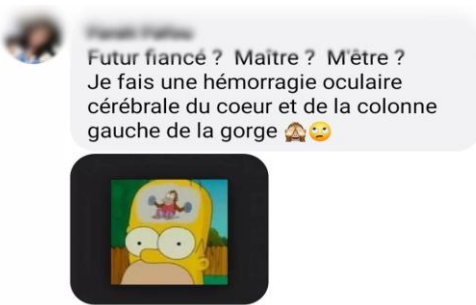 Futur fiancé ? Maître ? M'être ?
Je fais une hémorragie oculaire
cérébrale du coeur et de la colonne
gauche de la gorge 🙈🙄